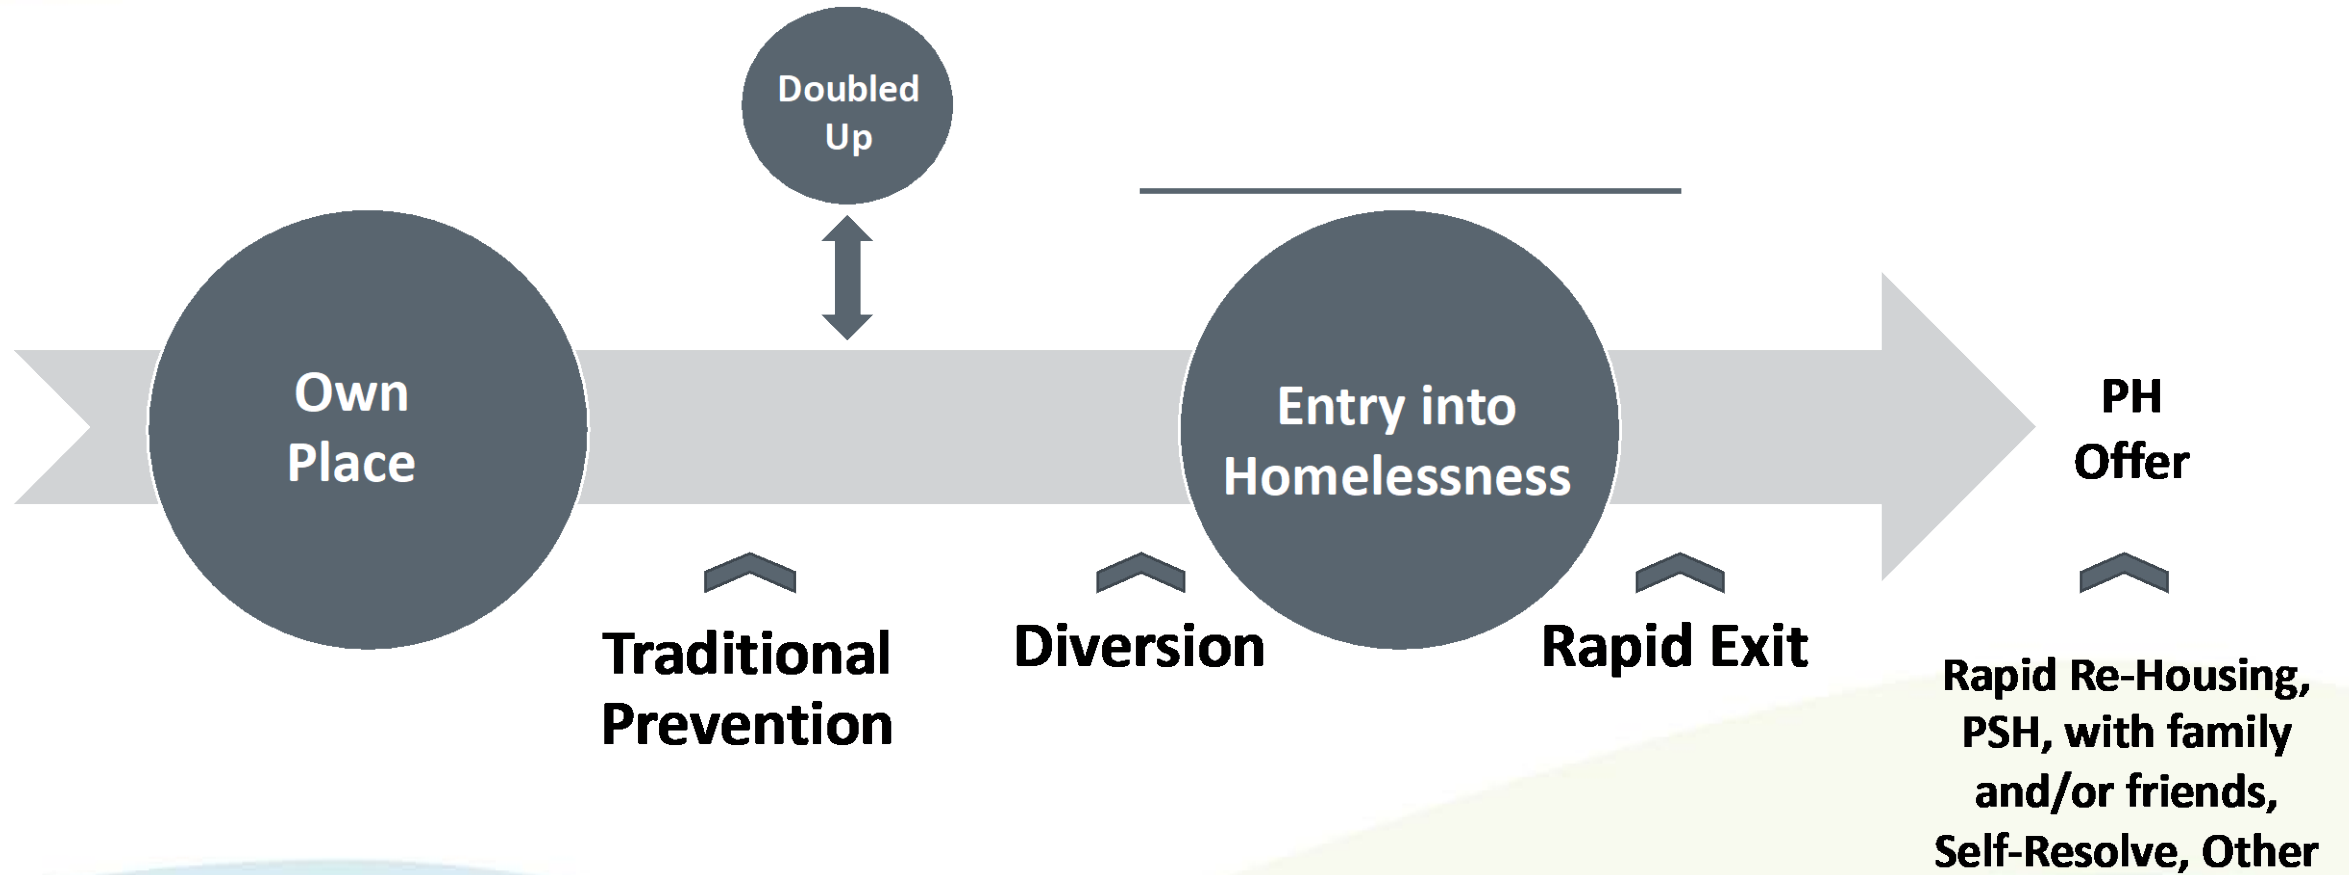 Doubled
Up
Own
Place
Entry into
Homelessness
PH
Offer
Traditional
Prevention
Diversion
Rapid Exit
Rapid Re-Housing,
PSH, with family
and/or friends,
Self-Resolve, Other